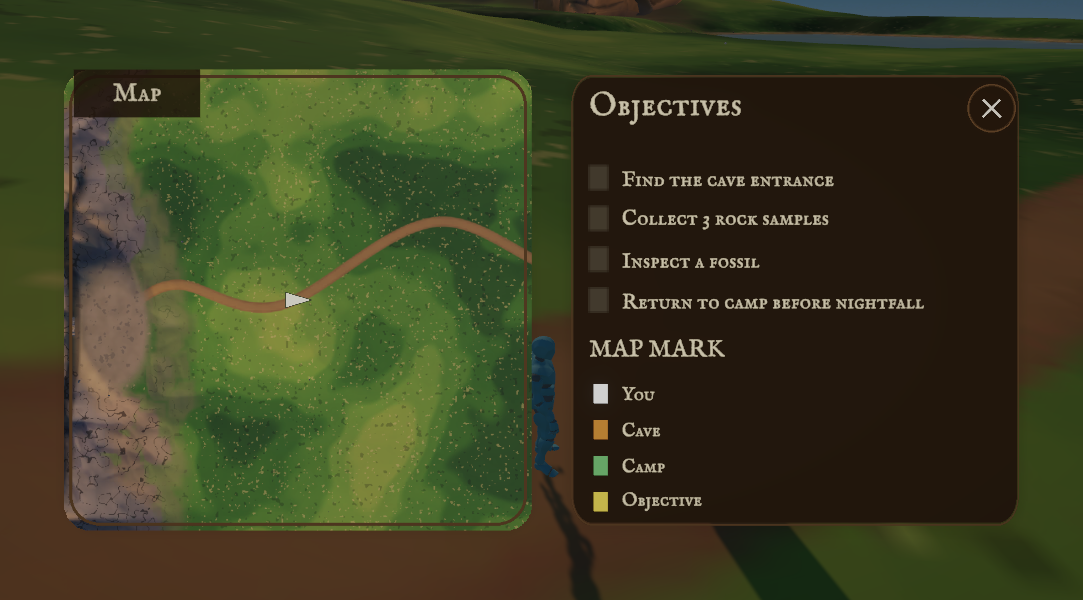 Map
Objectives
Find the cave entrance
Collect 3 rock samples
Inspect a fossil
Return to camp before nightfall
MAP MARK
You
Cave
Camp
Objective